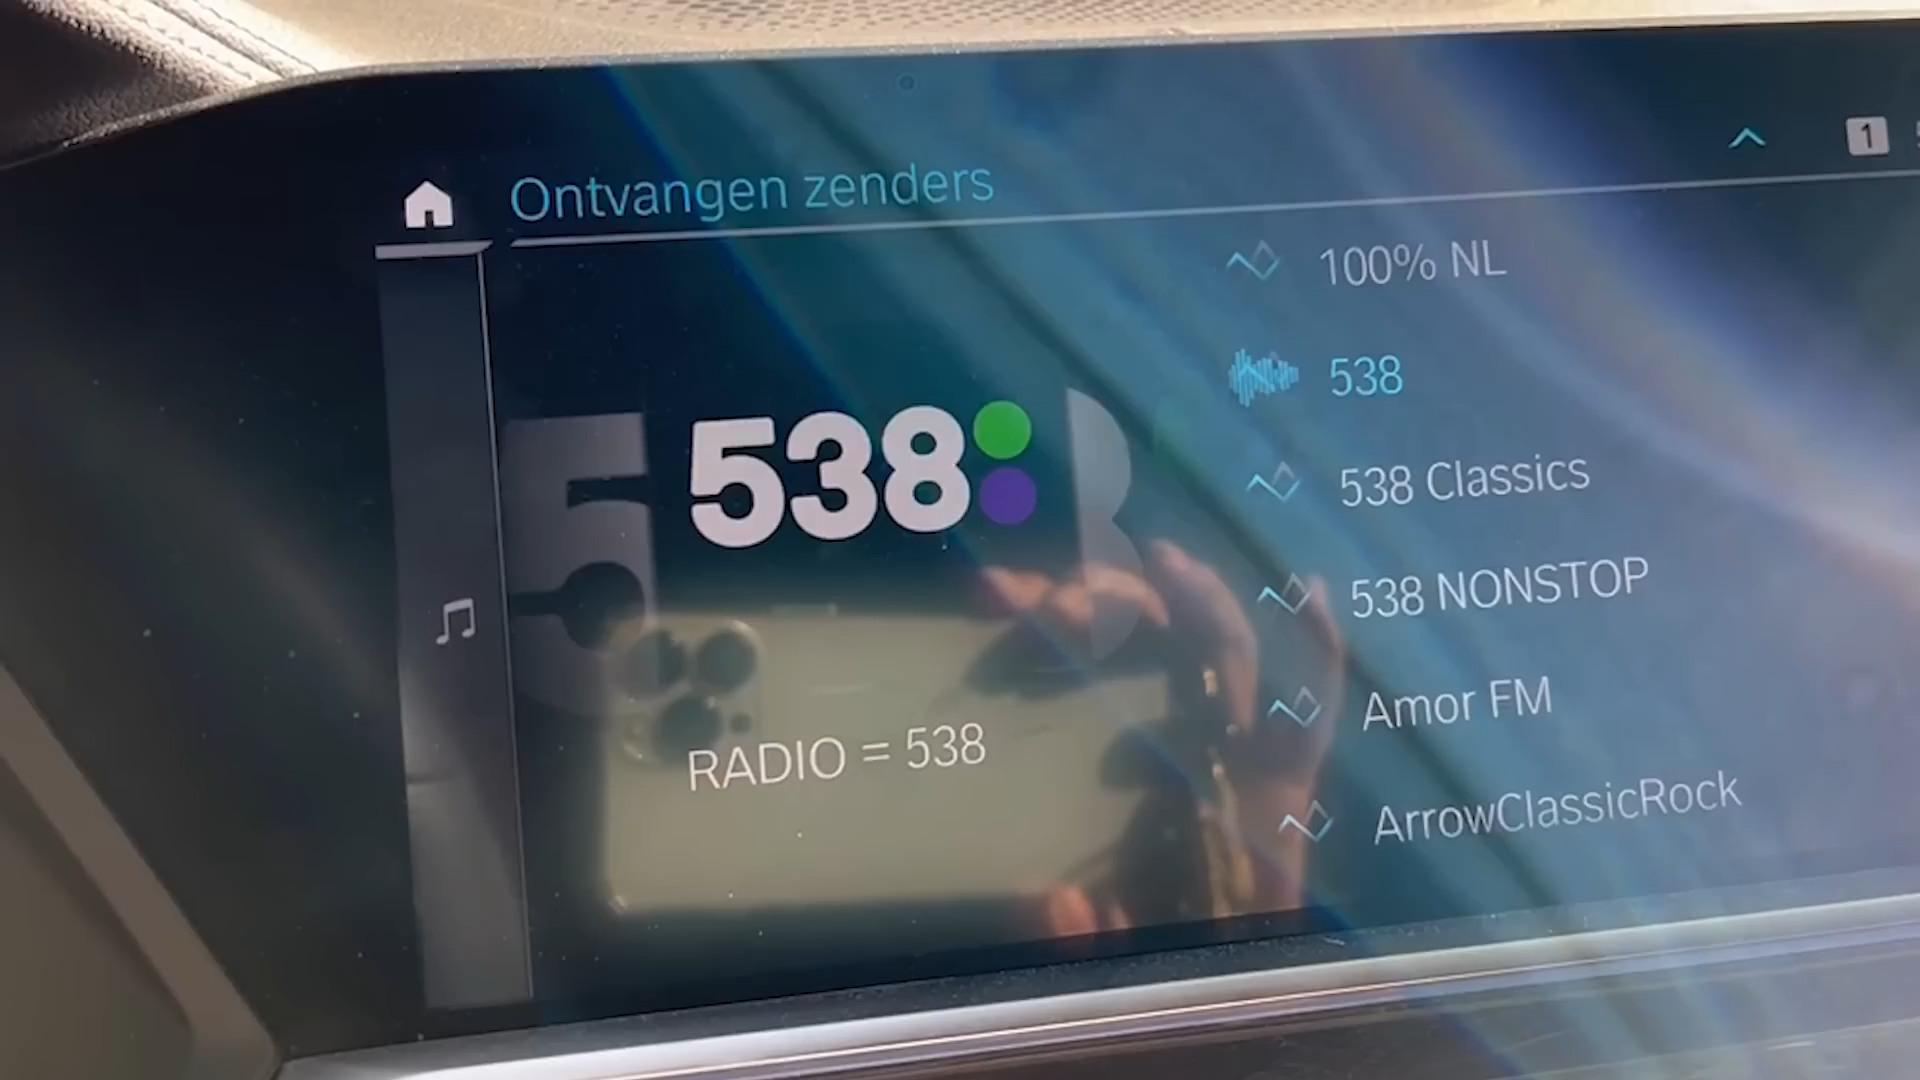 Ontvangen zenders
1
100% NL
538
538
538 Classics
538 NONSTOP
Amor FM
RADIO = 538
ArrowClassicRock